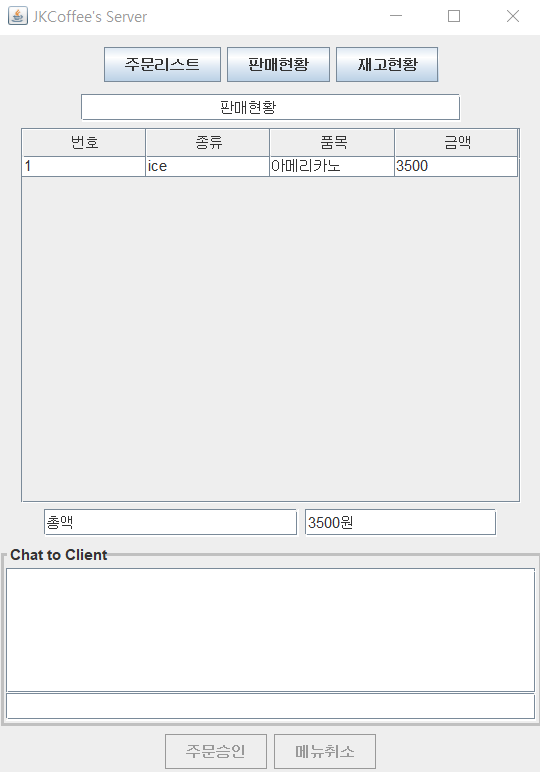 JKCoffee's Server
주문리스트 판매현황 재고현황
판매현황
번호 종류 품목 금액
1 ice 아메리카노 3500
총액 3500원
Chat to Client
주문승인 메뉴취소